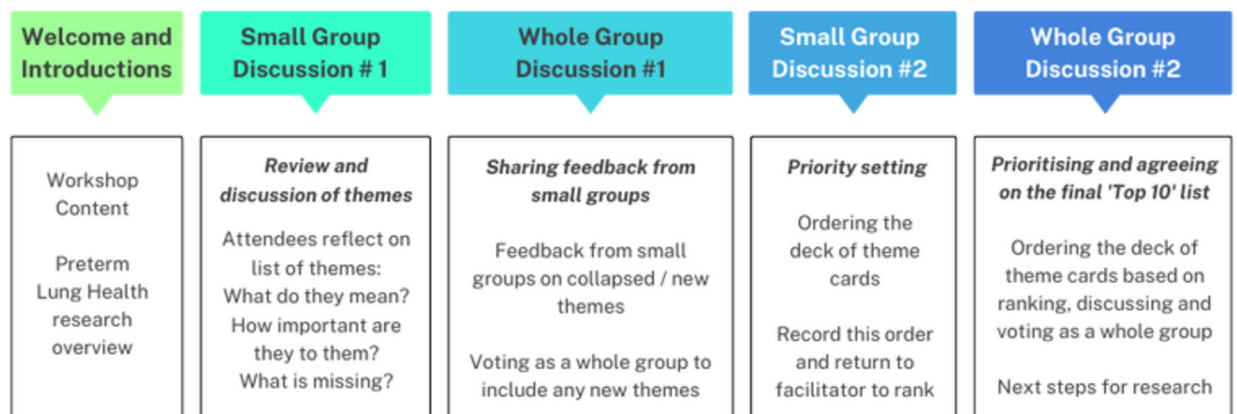 Welcome and
Introductions
Workshop
Content
Preterm
Lung Health
research
overview
Small Group
Discussion # 1
Review and
discussion of themes
Attendees reflect on
list of themes:
What do they mean?
How important are
they to them?
What is missing?
Whole Group
Discussion #1
Sharing feedback from
small groups
Feedback from small
groups on collapsed / new
themes
Voting as a whole group to
include any new themes
Small Group
Discussion #2
Priority setting
Ordering the
deck of theme
cards
Record this order
and return to
facilitator to rank
Whole Group
Discussion #2
Prioritising and agreeing
on the final 'Top 10' list
Ordering the deck of
theme cards based on
ranking, discussing and
voting as a whole group
Next steps for research